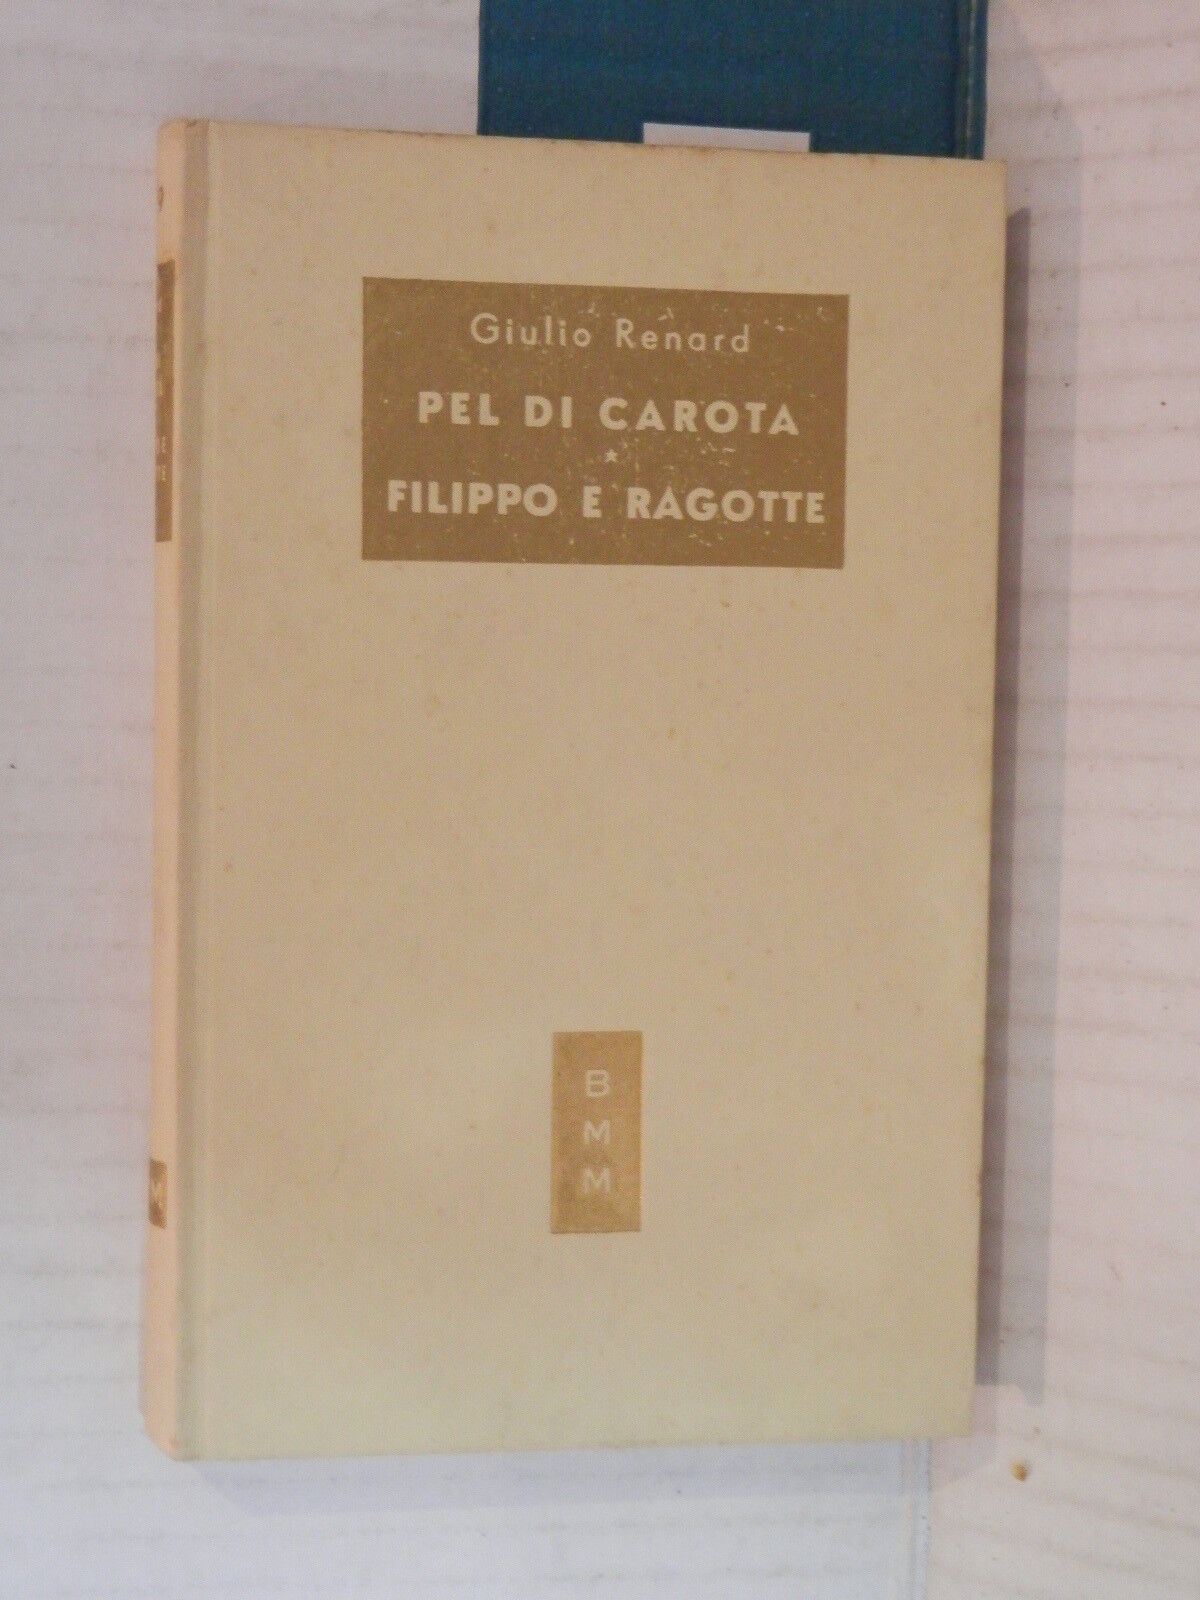 Giulio Renard
PEL DI CAROTA
*
FILIPPO E RAGOTTE
B
M
M